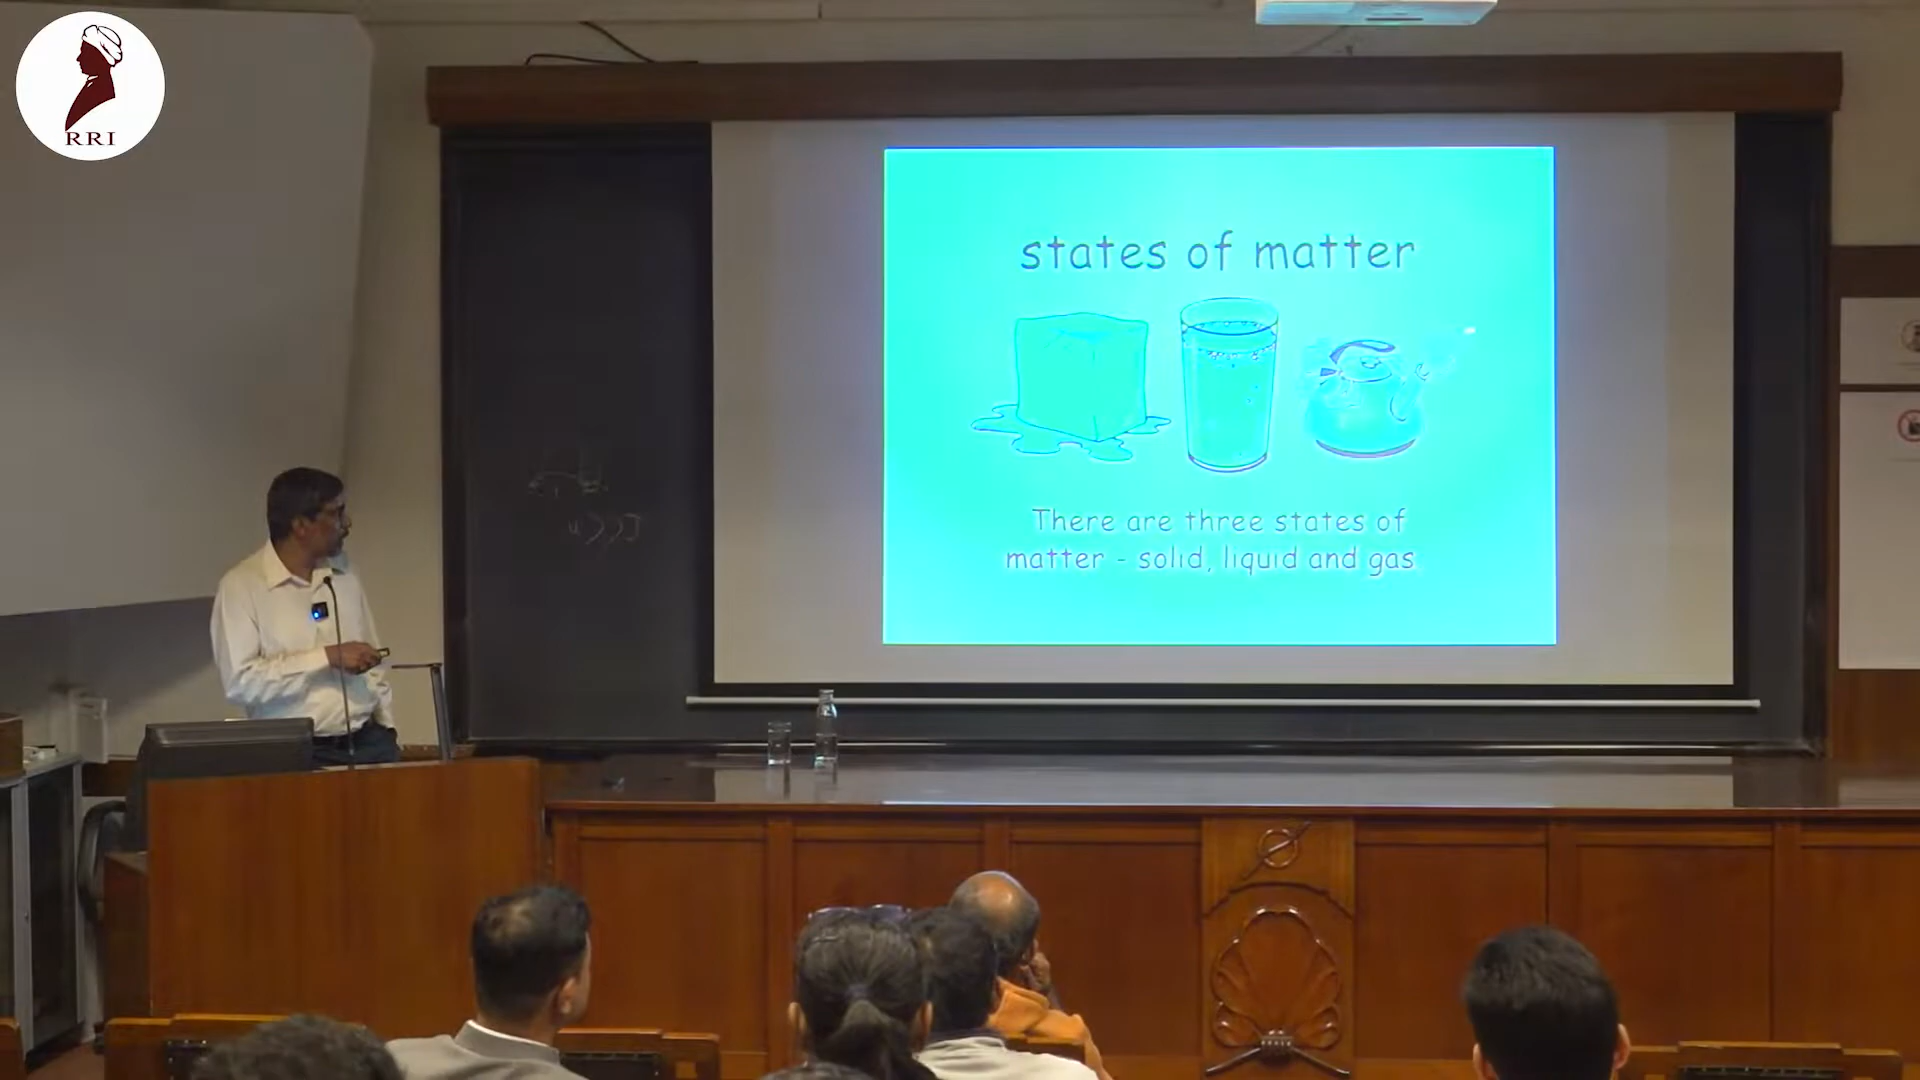 RRI
states of matter
There are three states of
matter - solid, liquid and gas